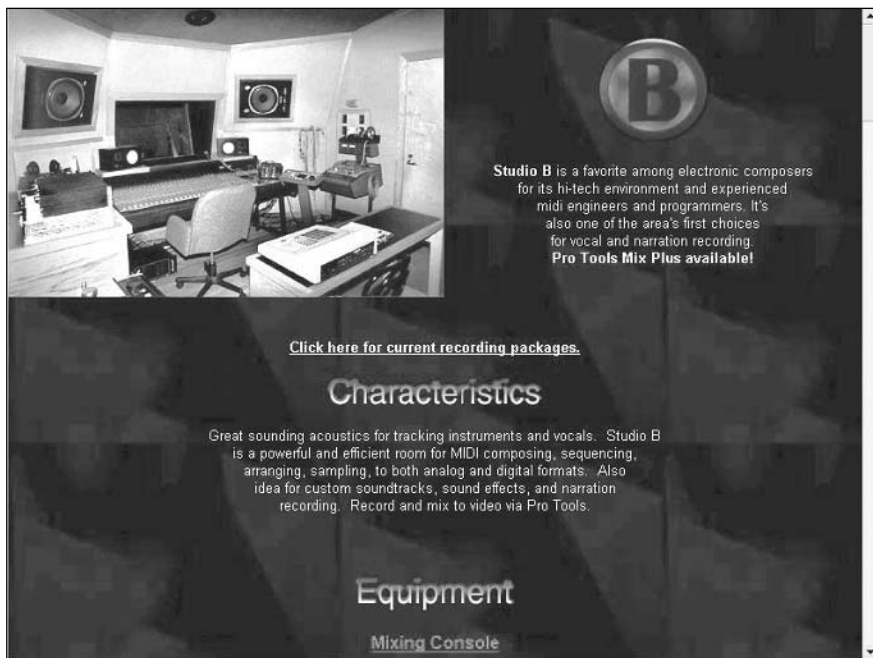 B
Studio B is a favorite among electronic composers
for its hi-tech environment and experienced
midi engineers and programmers. It's
also one of the area's first choices
for vocal and narration recording.
Pro Tools Mix Plus available!
Click here for current recording packages.
Characteristics
Great sounding acoustics for tracking instruments and vocals.  Studio B
is a powerful and efficient room for MIDI composing, sequencing,
arranging, sampling, to both analog and digital formats.  Also
idea for custom soundtracks, sound effects, and narration
recording.  Record and mix to video via Pro Tools.
Equipment
Mixing Console